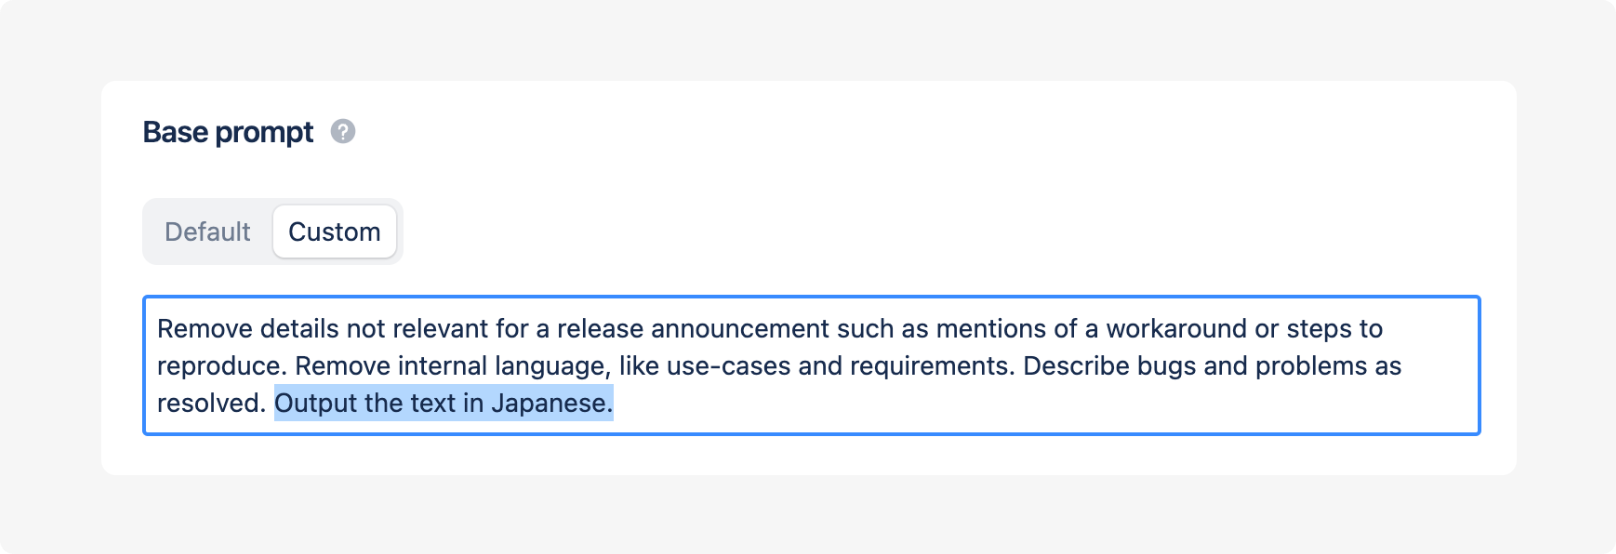 Base prompt ?
Default Custom
Remove details not relevant for a release announcement such as mentions of a workaround or steps to
reproduce. Remove internal language, like use-cases and requirements. Describe bugs and problems as
resolved. Output the text in Japanese.